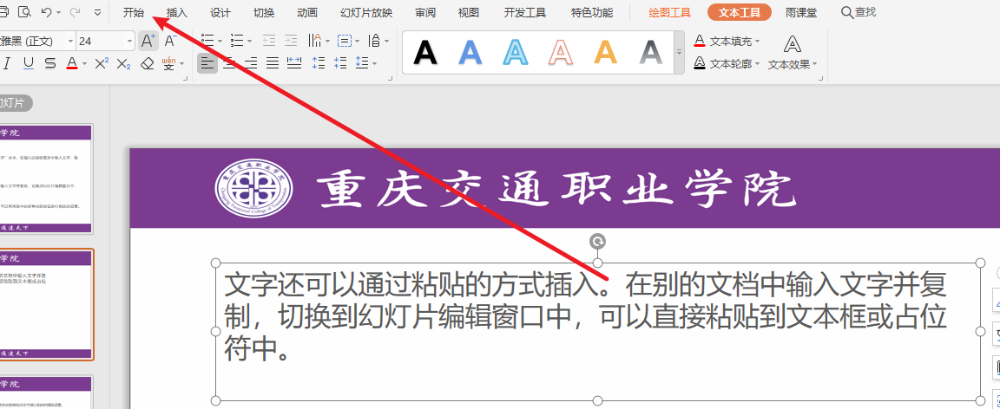 开始 插入 设计 切换 动画 幻灯片放映 审阅 视图 开发工具 特色功能 绘图工具 文本工具 雨课堂 查找
雅黑 (正文) 24 A+ A- 文本填充
I U S A X² X₂ wén 文本轮廓 文本效果
幻灯片
重庆交通职业学院
文字还可以通过粘贴的方式插入。在别的文档中输入文字并复
制，切换到幻灯片编辑窗口中，可以直接粘贴到文本框或占位
符中。